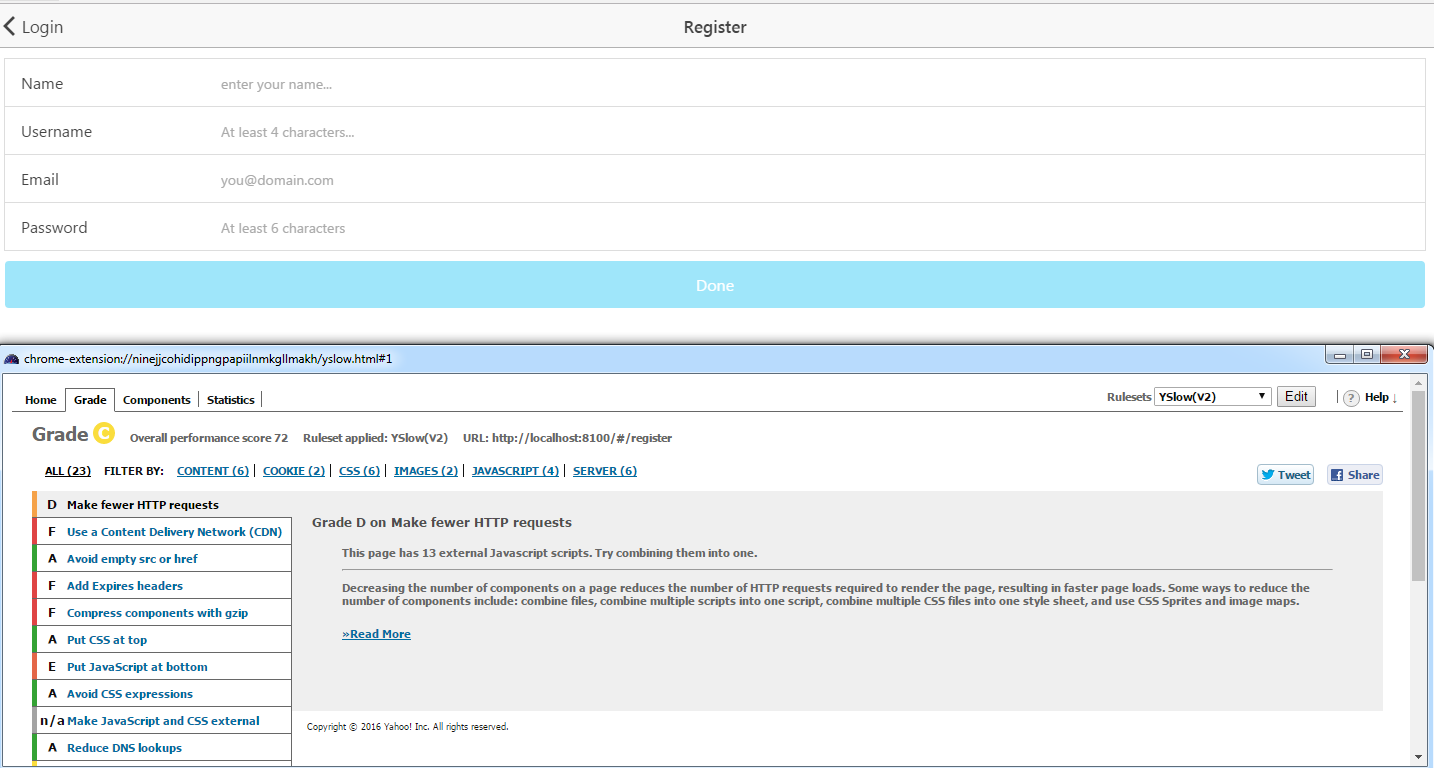 Login
Register
Name enter your name...
Username At least 4 characters...
Email you@domain.com
Password At least 6 characters
Done
chrome-extension://ninejjcohidippngpapiilnmkgllmakh/yslow.html#1
Home Grade Components Statistics Rulesets YSlow(V2) Edit ? Help ↓
Grade C Overall performance score 72 Ruleset applied: YSlow(V2) URL: http://localhost:8100/#/register
ALL (23) FILTER BY: CONTENT (6) COOKIE (2) CSS (6) IMAGES (2) JAVASCRIPT (4) SERVER (6)
Tweet Share
D Make fewer HTTP requests
F Use a Content Delivery Network (CDN)
A Avoid empty src or href
F Add Expires headers
F Compress components with gzip
A Put CSS at top
E Put JavaScript at bottom
A Avoid CSS expressions
n/a Make JavaScript and CSS external
A Reduce DNS lookups
Grade D on Make fewer HTTP requests
This page has 13 external Javascript scripts. Try combining them into one.
Decreasing the number of components on a page reduces the number of HTTP requests required to render the page, resulting in faster page loads. Some ways to reduce the
number of components include: combine files, combine multiple scripts into one script, combine multiple CSS files into one style sheet, and use CSS Sprites and image maps.
»Read More
Copyright © 2016 Yahoo! Inc. All rights reserved.